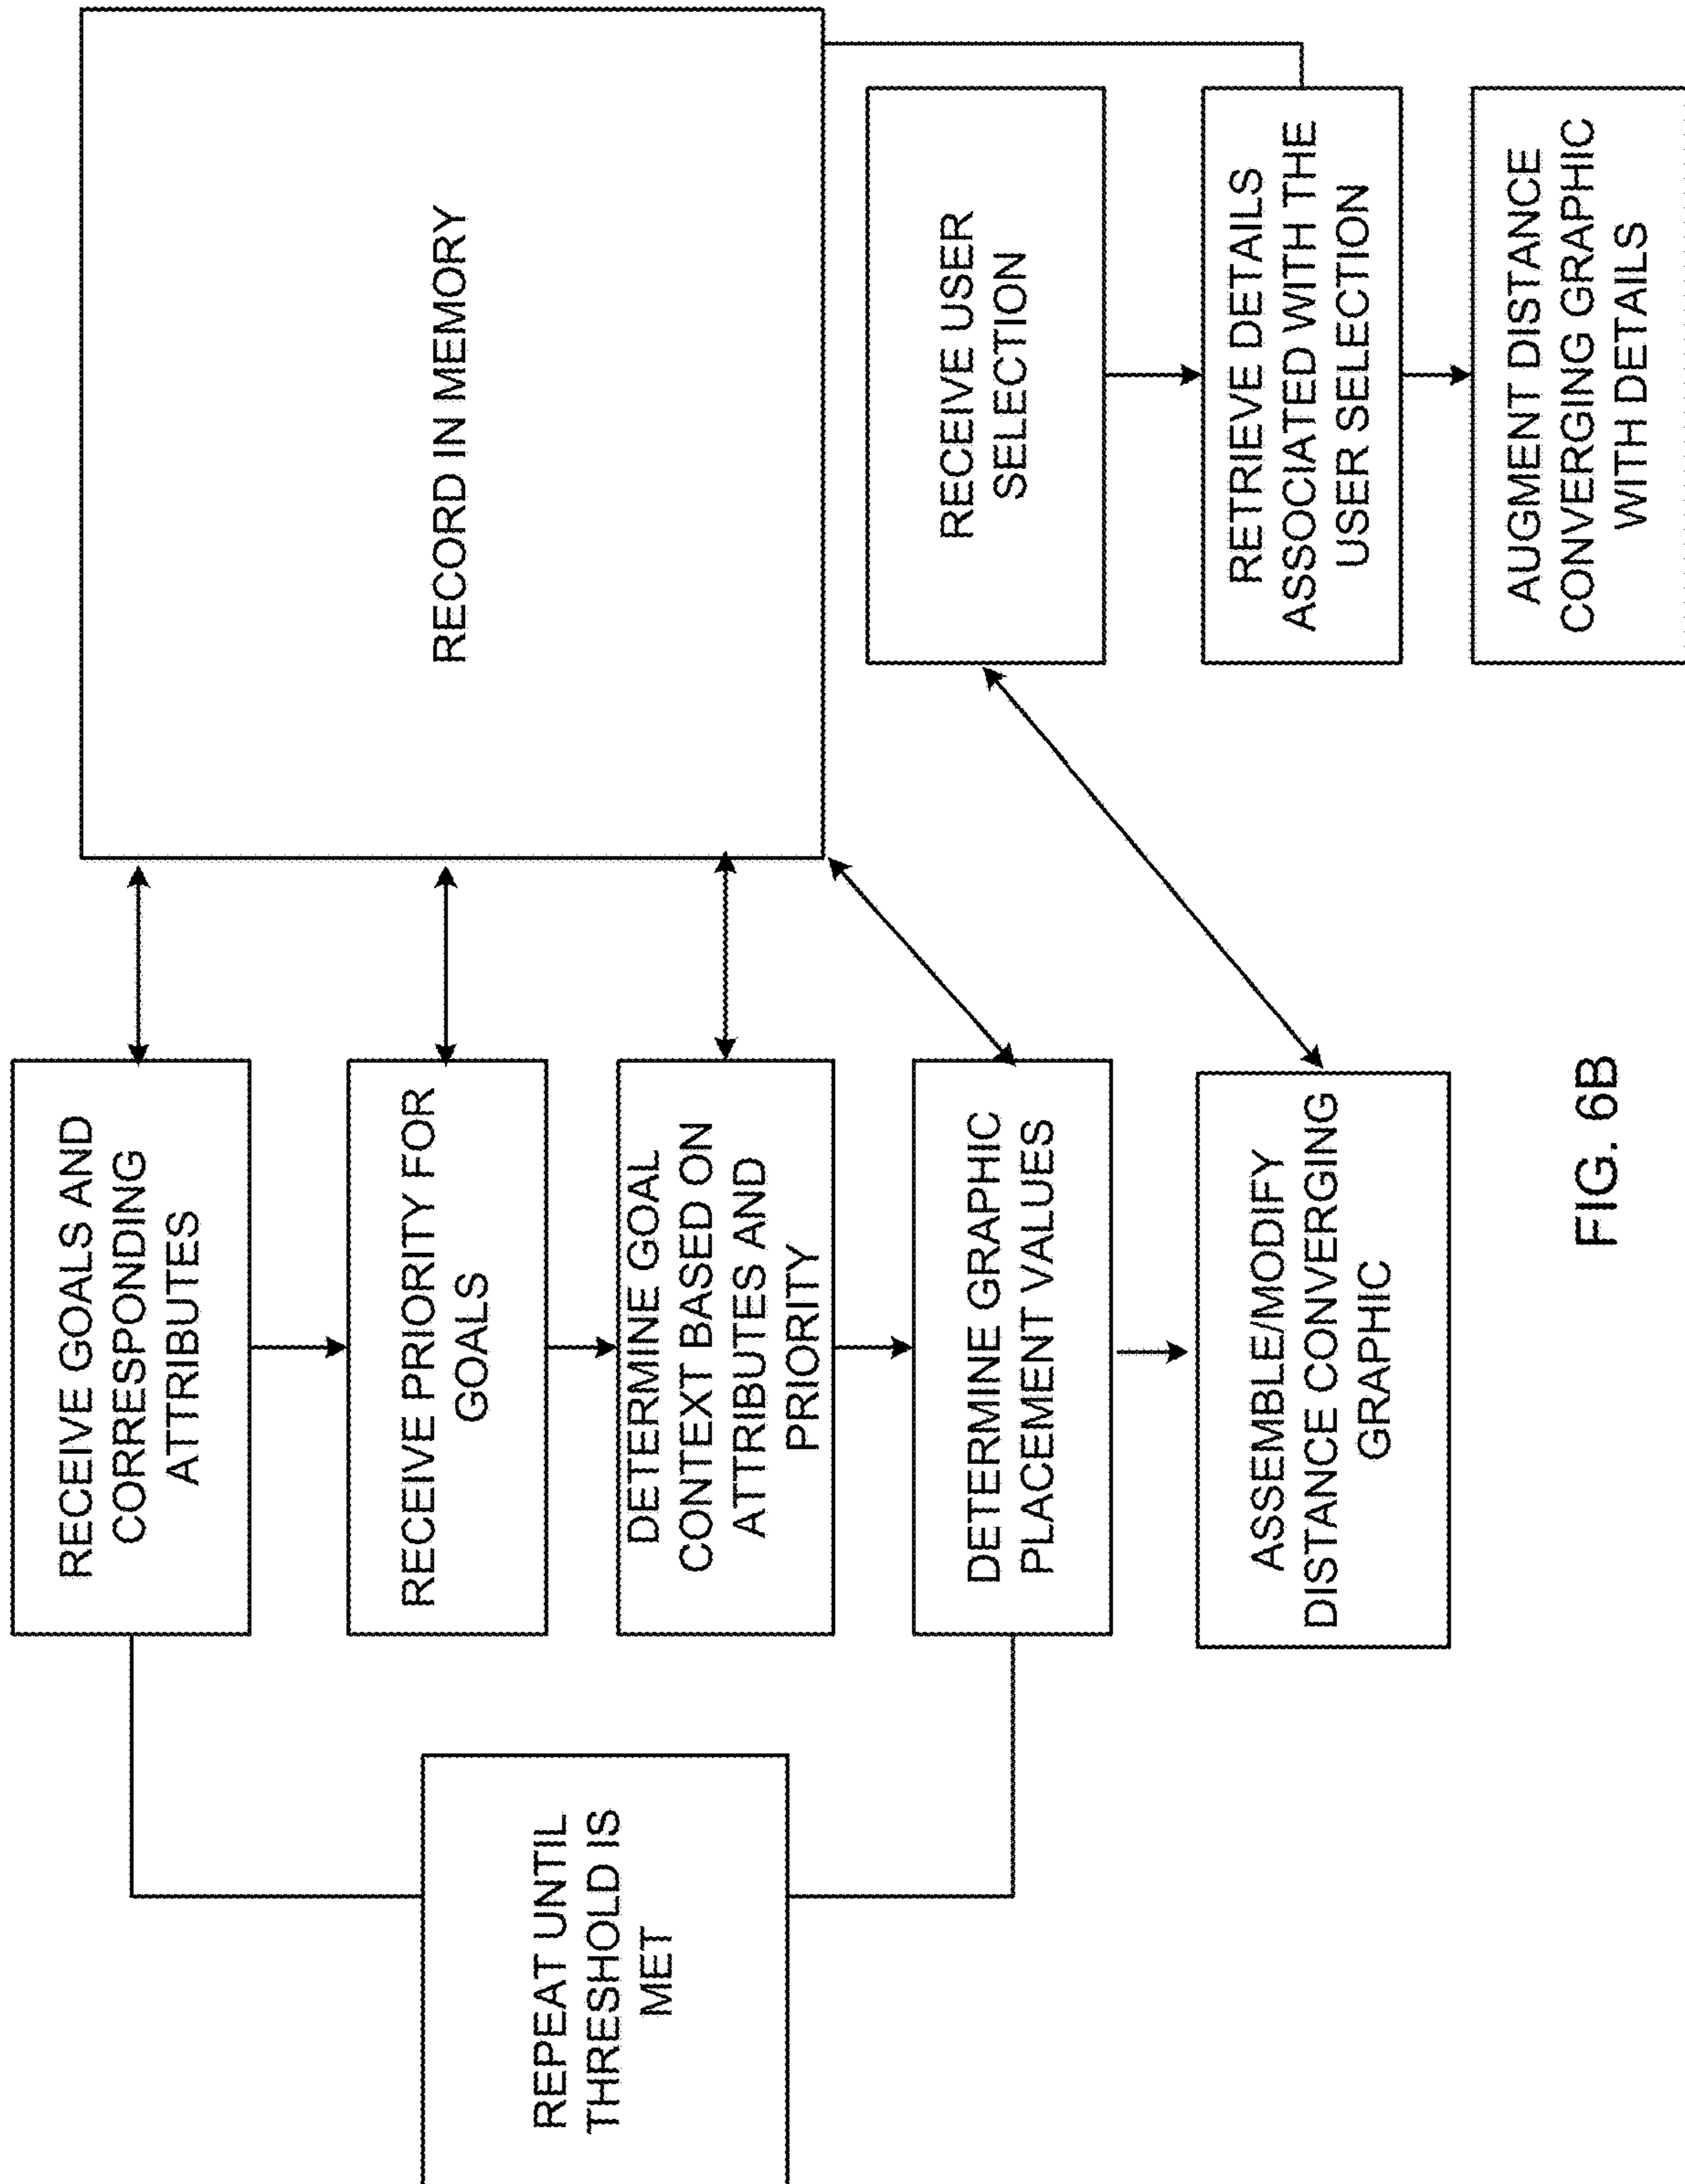 REPEAT UNTIL
THRESHOLD IS
MET
RECEIVE GOALS AND
CORRESPONDING
ATTRIBUTES
RECEIVE PRIORITY FOR
GOALS
DETERMINE GOAL
CONTEXT BASED ON
ATTRIBUTES AND
PRIORITY
DETERMINE GRAPHIC
PLACEMENT VALUES
ASSEMBLE/MODIFY
DISTANCE CONVERGING
GRAPHIC
RECORD IN MEMORY
RECEIVE USER
SELECTION
RETRIEVE DETAILS
ASSOCIATED WITH THE
USER SELECTION
AUGMENT DISTANCE
CONVERGING GRAPHIC
WITH DETAILS
FIG. 6B